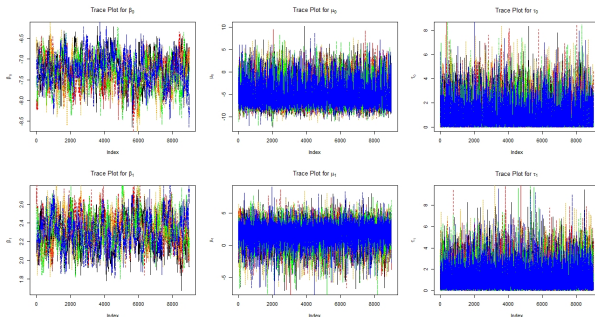 Trace Plot for β₀
Trace Plot for μ₀
Trace Plot for τ₀
β₀
-8.5
-8.0
-7.5
-7.0
-6.5
μ₀
-10
-5
0
5
10
τ₀
0
2
4
6
8
0 2000 4000 6000 8000
0 2000 4000 6000 8000
0 2000 4000 6000 8000
Index
Index
Index
Trace Plot for β₁
Trace Plot for μ₁
Trace Plot for τ₁
β₁
1.8
2.0
2.2
2.4
2.6
μ₁
-5
0
5
τ₁
0
2
4
6
8
0 2000 4000 6000 8000
0 2000 4000 6000 8000
0 2000 4000 6000 8000
Index
Index
Index